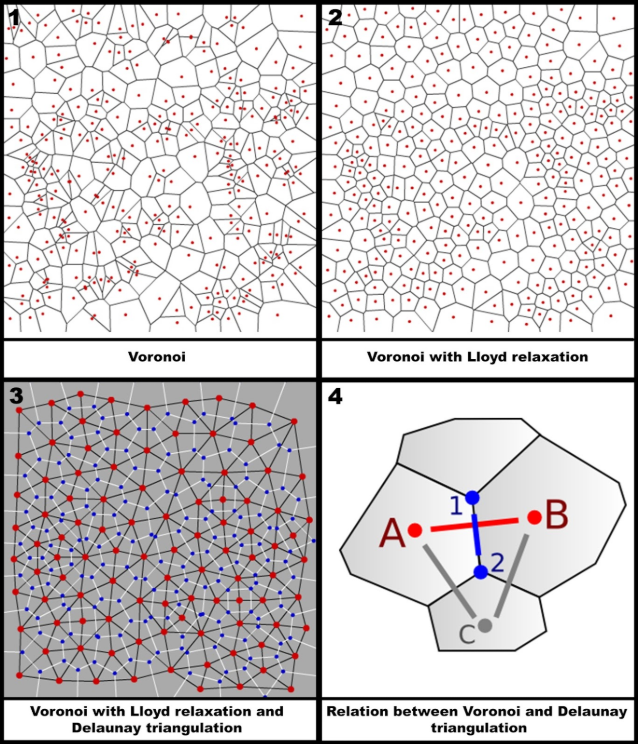 1
2
Voronoi
Voronoi with Lloyd relaxation
3
4
1
A
B
2
C
Voronoi with Lloyd relaxation and
Delaunay triangulation
Relation between Voronoi and Delaunay
triangulation